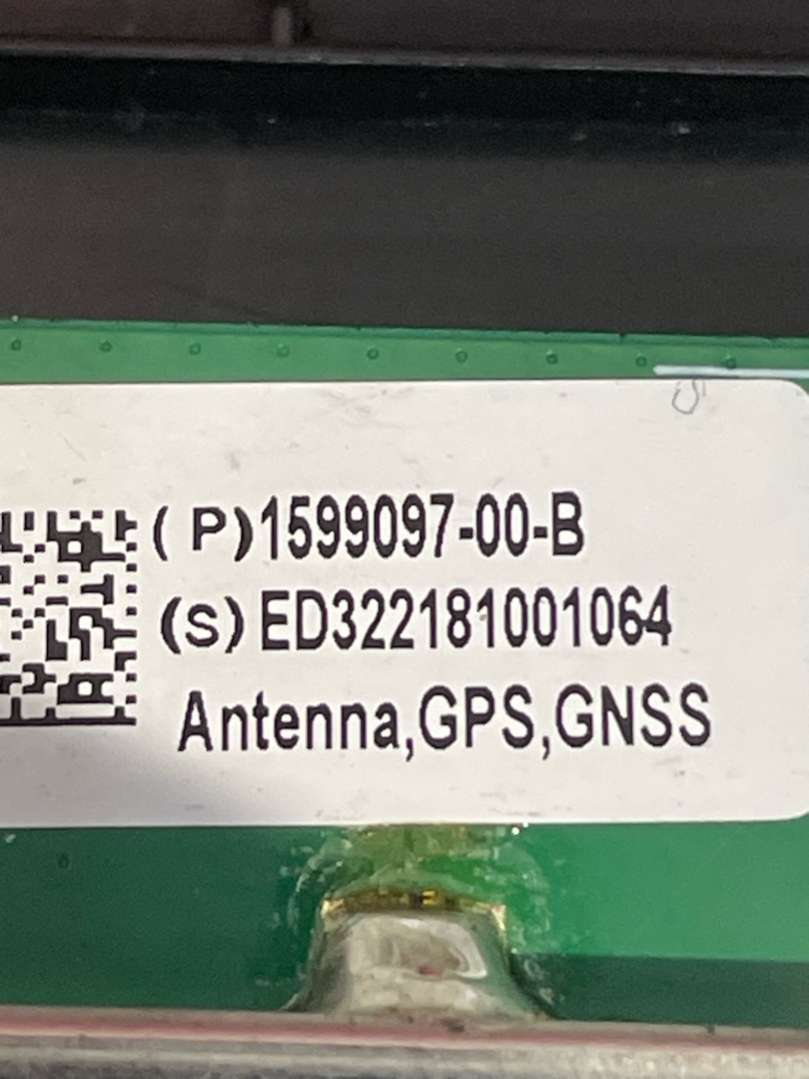 (P)1599097-00-B
(S)ED322181001064
Antenna,GPS,GNSS